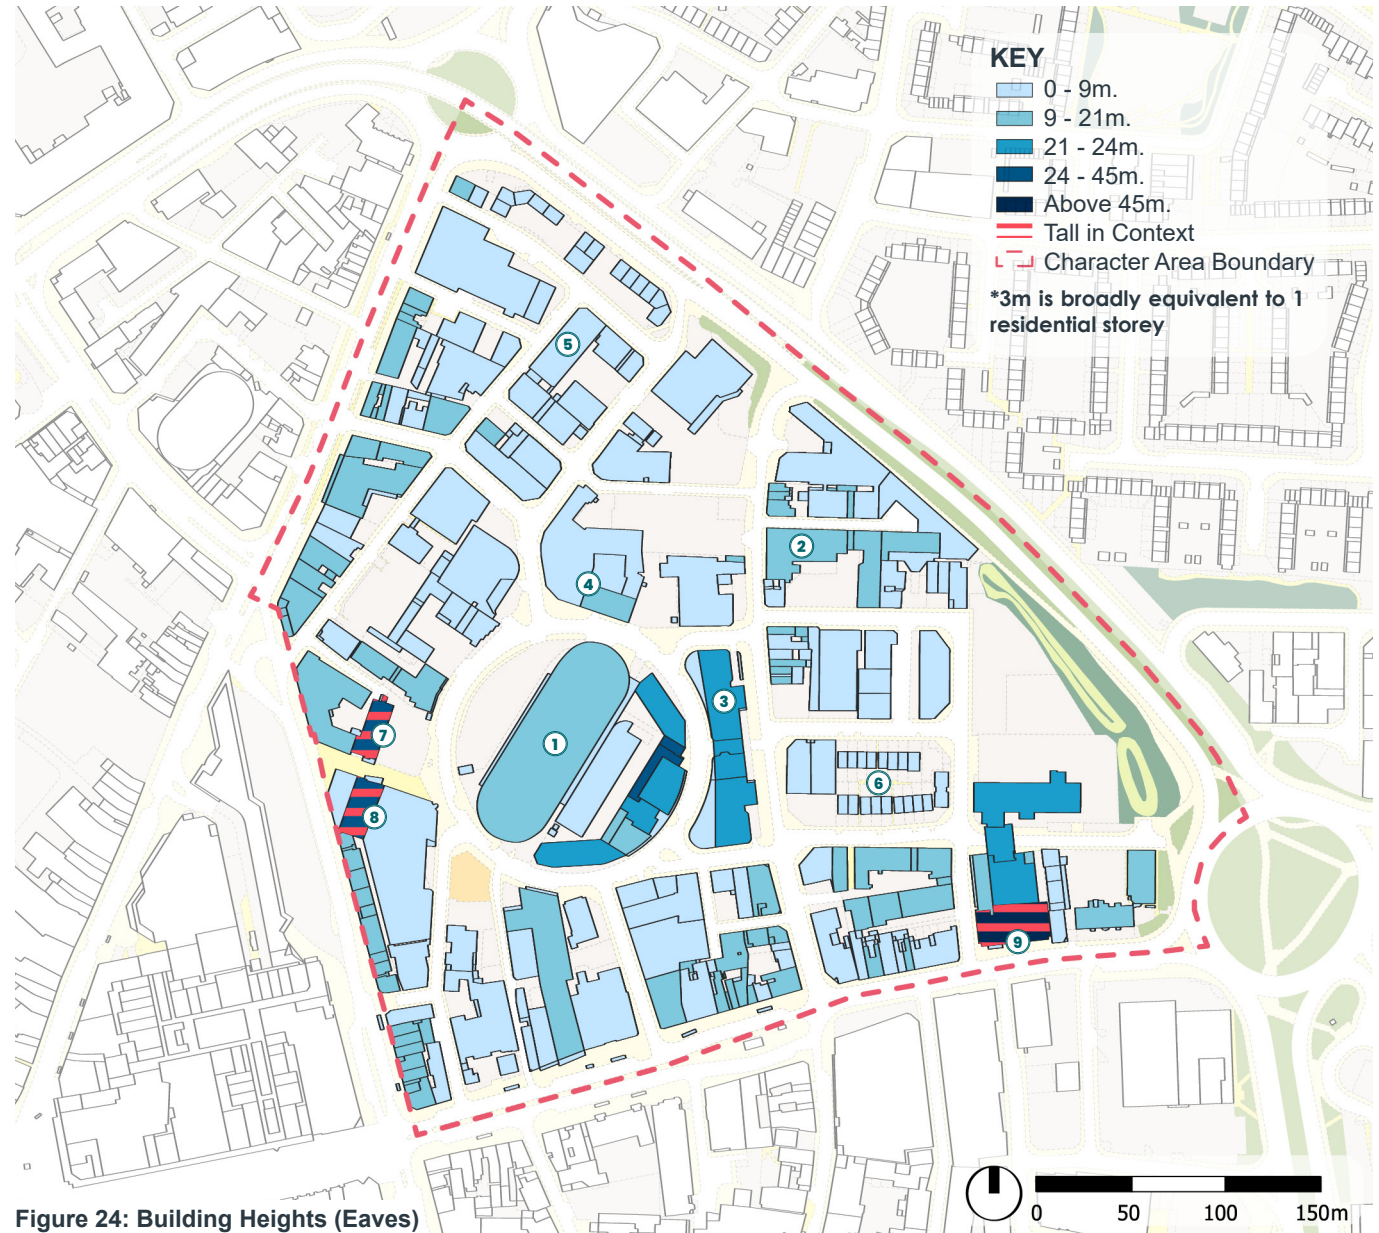 KEY
0 - 9m.
9 - 21m.
21 - 24m.
24 - 45m.
Above 45m.
Tall in Context
Character Area Boundary
*3m is broadly equivalent to 1
residential storey
5
2
4
3
1
7
6
8
9
0 50 100 150m
Figure 24: Building Heights (Eaves)